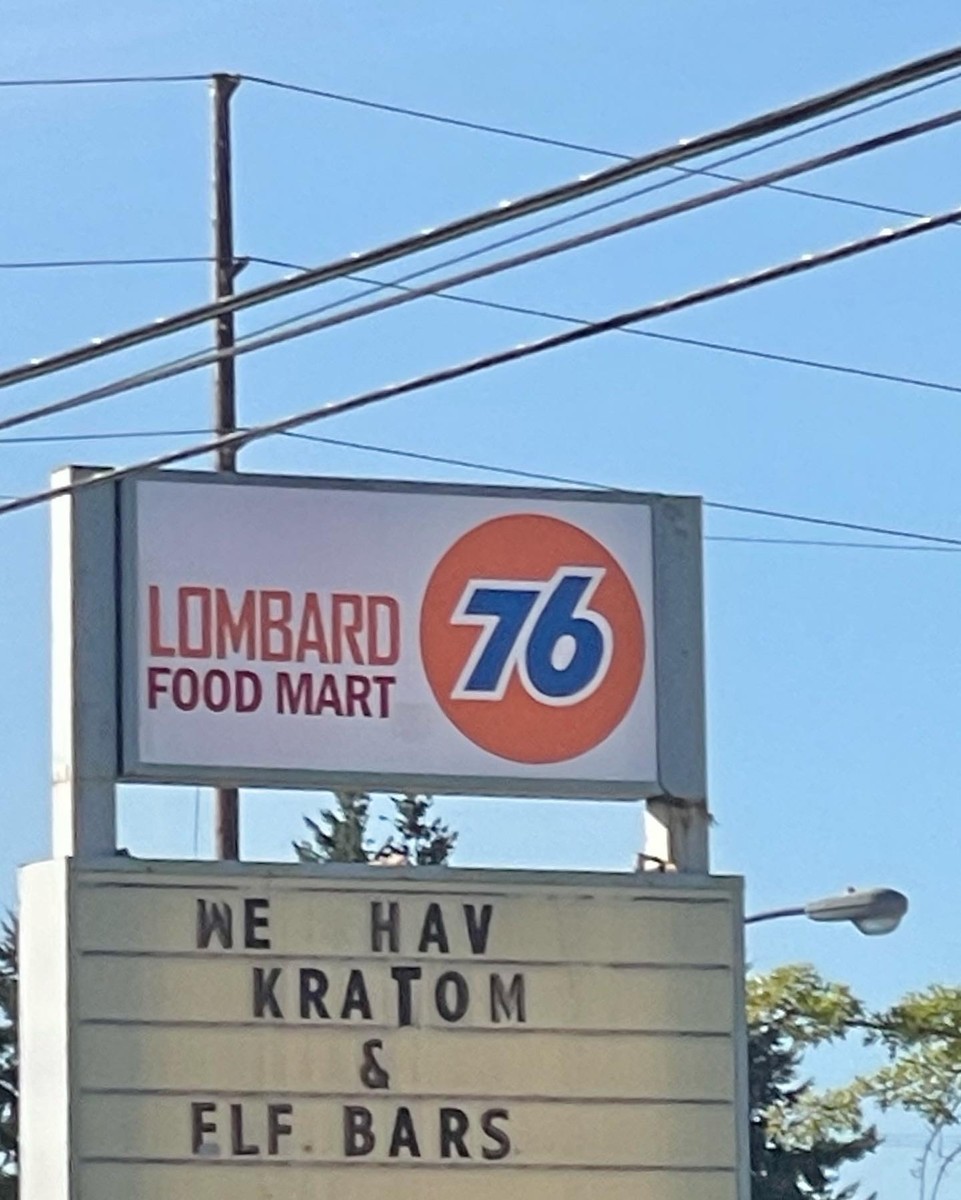 LOMBARD
FOOD MART
76
WE HAV
KRATOM
&
ELF BARS